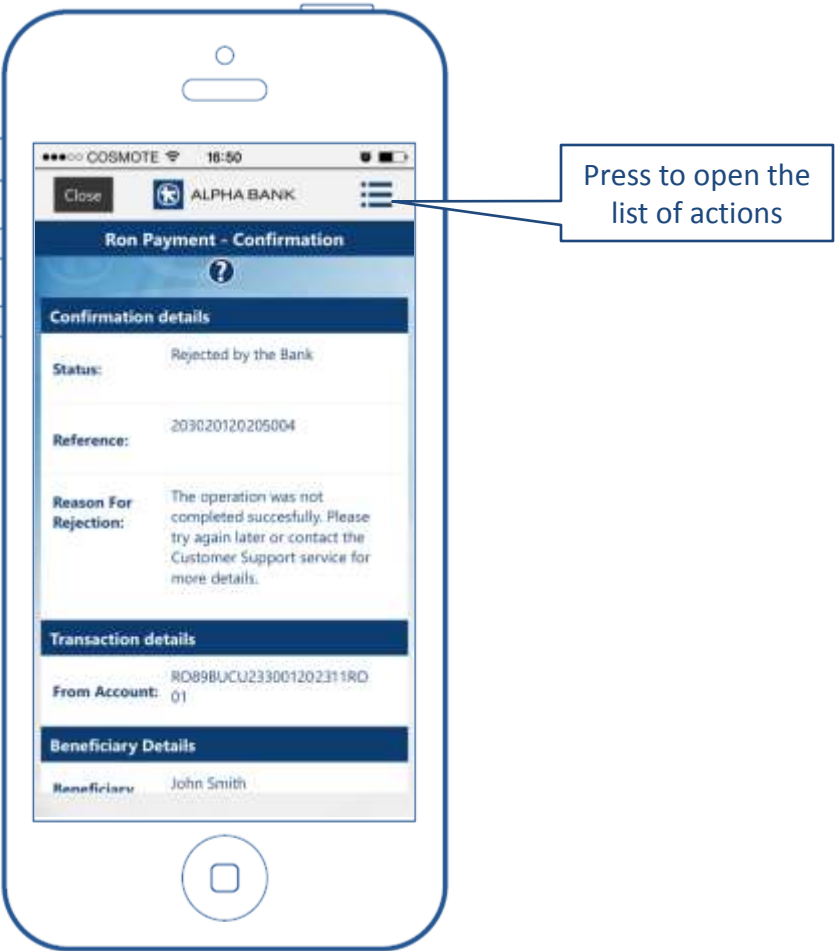 COSMOTE 16:50
Close ALPHA BANK
Press to open the
list of actions
Ron Payment - Confirmation
?
Confirmation details
Status: Rejected by the Bank
Reference: 203020120205004
Reason For
Rejection:
The operation was not
completed succesfully. Please
try again later or contact the
Customer Support service for
more details.
Transaction details
From Account: RO89BUCU233001202311RO
01
Beneficiary Details
Beneficiary John Smith